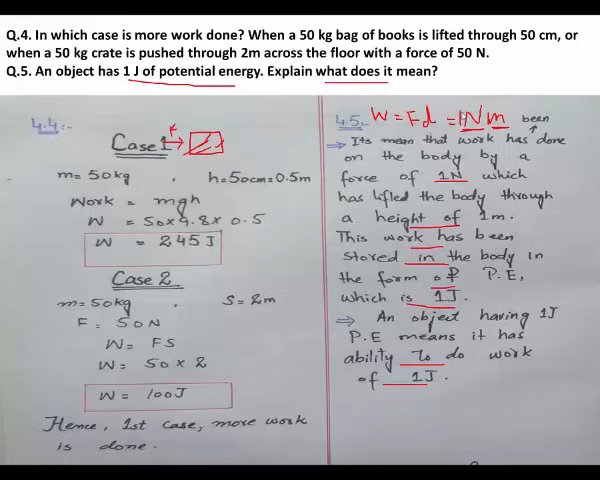 Q.4. In which case is more work done? When a 50 kg bag of books is lifted through 50 cm, or
when a 50 kg crate is pushed through 2m across the floor with a force of 50 N.
Q.5. An object has 1 J of potential energy. Explain what does it mean?
4.4:-
Case 1 F
m = 50kg , h = 50cm = 0.5m
Work = mgh
W = 50 x 9.8 x 0.5
W = 245 J
Case 2
m = 50kg , S = 2m
F = 50N
W = FS
W = 50 x 2
W = 100J
Hence, 1st case, more work
is done.
4.5.- W = Fd = 1N m
been
Its mean that work has done
on the body by a
force of 1N which
has lifled the body through
a height of 1m.
This work has been
stored in the body in
the form of P.E,
which is 1J.
An object having 1J
P.E means it has
ability to do work
of 1J.